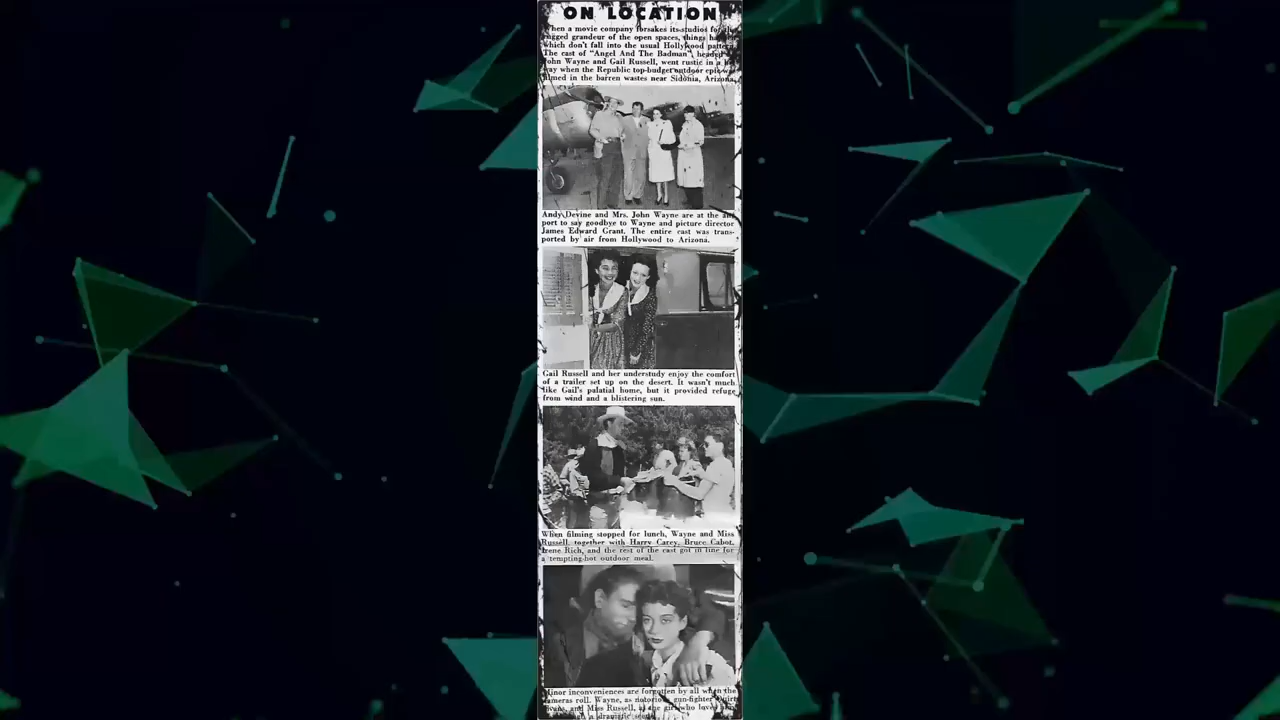 ON LOCATION
When a movie company forsakes its studios for the
rugged grandeur of the open spaces, things
which don't fall into the usual Hollywood pattern.
The cast of "Angel And The Badman", headed
John Wayne and Gail Russell, went rustic in a
way when the Republic top-budget outdoor epic was
filmed in the barren wastes near Sidonia, Arizona.
Andy Devine and Mrs. John Wayne are at the air
port to say goodbye to Wayne and picture director
James Edward Grant. The entire cast was trans-
ported by air from Hollywood to Arizona.
Gail Russell and her understudy enjoy the comfort
of a trailer set up on the desert. It wasn't much
like Gail's palatial home, but it provided refuge
from wind and a blistering sun.
When filming stopped for lunch, Wayne and Miss
Russell, together with Harry Carey, Bruce Cabot,
Irene Rich, and the rest of the cast got in line for
a tempting-hot outdoor meal.
Minor inconveniences are forgotten by all when the
cameras roll. Wayne, as notorious gun-fighter Quirt
Evans, and Miss Russell, as the girl who loves
a dramatic scene